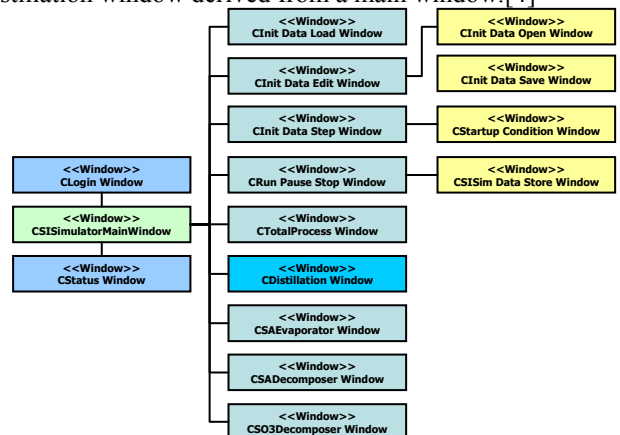 stillation window derived from a main window.[4]
<<Window>>
CInit Data Load Window
<<Window>>
CInit Data Open Window
<<Window>>
CInit Data Edit Window
<<Window>>
CInit Data Save Window
<<Window>>
CInit Data Step Window
<<Window>>
CStartup Condition Window
<<Window>>
CLogin Window
<<Window>>
CRun Pause Stop Window
<<Window>>
CSISim Data Store Window
<<Window>>
CSISimulatorMainWindow
<<Window>>
CTotalProcess Window
<<Window>>
CStatus Window
<<Window>>
CDistillation Window
<<Window>>
CSAEvaporator Window
<<Window>>
CSADecomposer Window
<<Window>>
CSO3Decomposer Window